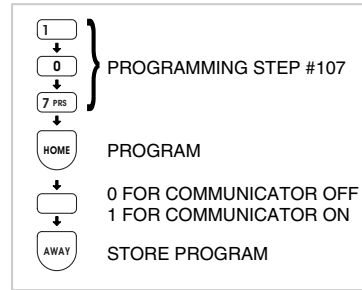 1
0
PROGRAMMING STEP #107
7 PRS
HOME PROGRAM
0 FOR COMMUNICATOR OFF
1 FOR COMMUNICATOR ON
AWAY STORE PROGRAM